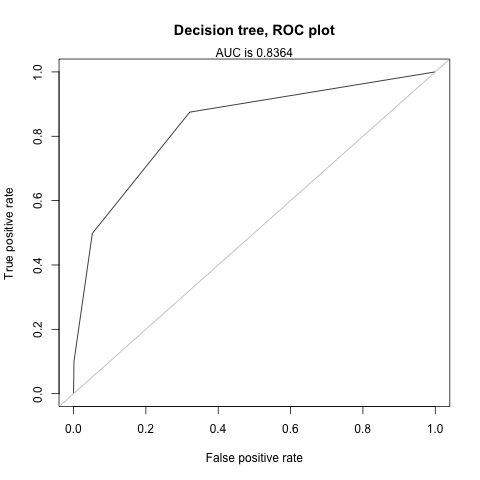 Decision tree, ROC plot
AUC is 0.8364
True positive rate
1.0
0.8
0.6
0.4
0.2
0.0
0.0 0.2 0.4 0.6 0.8 1.0
False positive rate